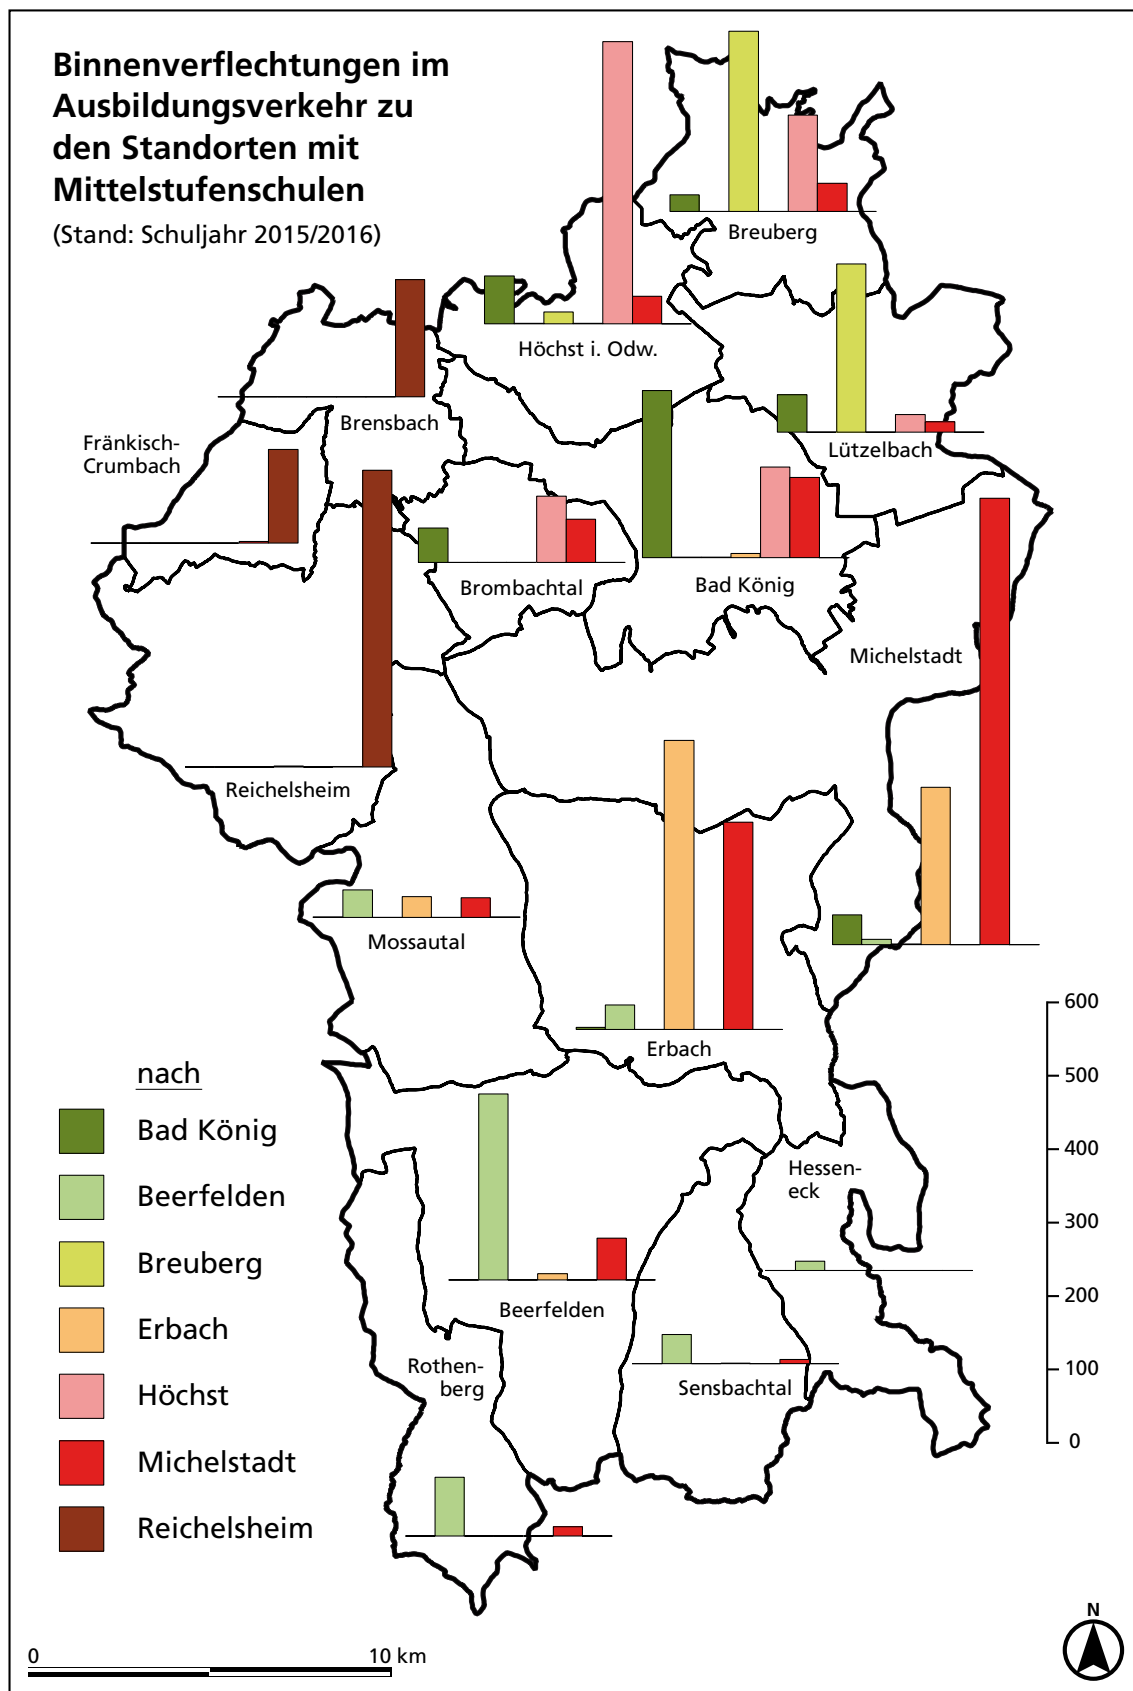 Binnenverflechtungen im
Ausbildungsverkehr zu
den Standorten mit
Mittelstufenschulen
(Stand: Schuljahr 2015/2016)
Breuberg
Höchst i. Odw.
Brensbach
Fränkisch-
Crumbach
Lützelbach
Brombachtal
Bad König
Michelstadt
Reichelsheim
Mossautal
Erbach
Hessen-
eck
Beerfelden
Rothen-
berg
Sensbachtal
600
500
400
300
200
100
0
nach
Bad König
Beerfelden
Breuberg
Erbach
Höchst
Michelstadt
Reichelsheim
0 10 km
N